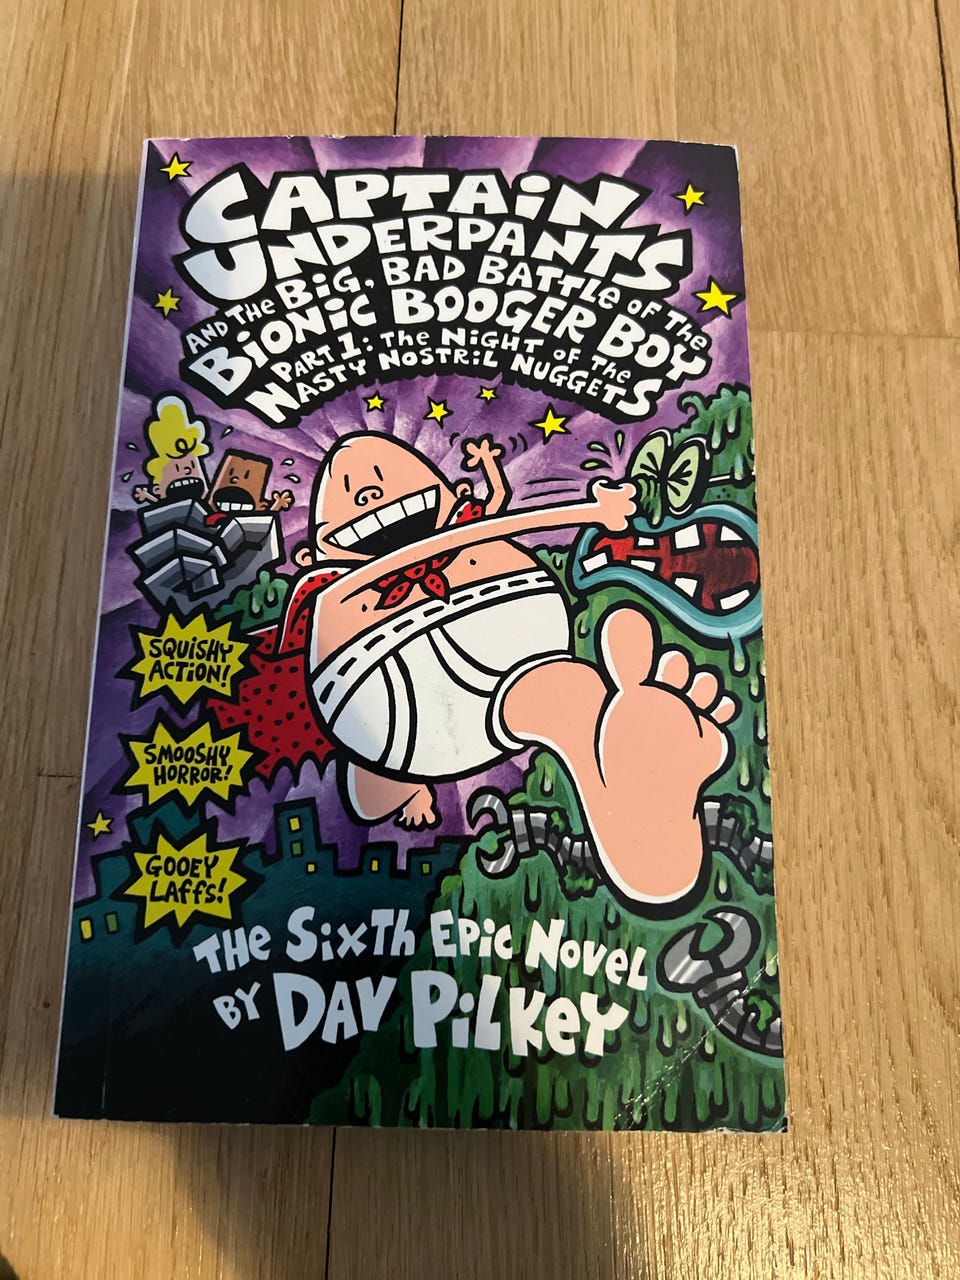 CAPTAiN
UNDERPANTS
AND THE BiG, BAD BATTLe OF THe
BiONiC BOOGER BOY
PART 1: THe NiGHT OF THe
NASTY NOSTRiL NUGGETS
SQUiSHY
ACTiON!
SMOOSHY
HORROR!
GOOEY
LAffS!
THe SixTh EPic NoveL
BY DAV PiLKeY